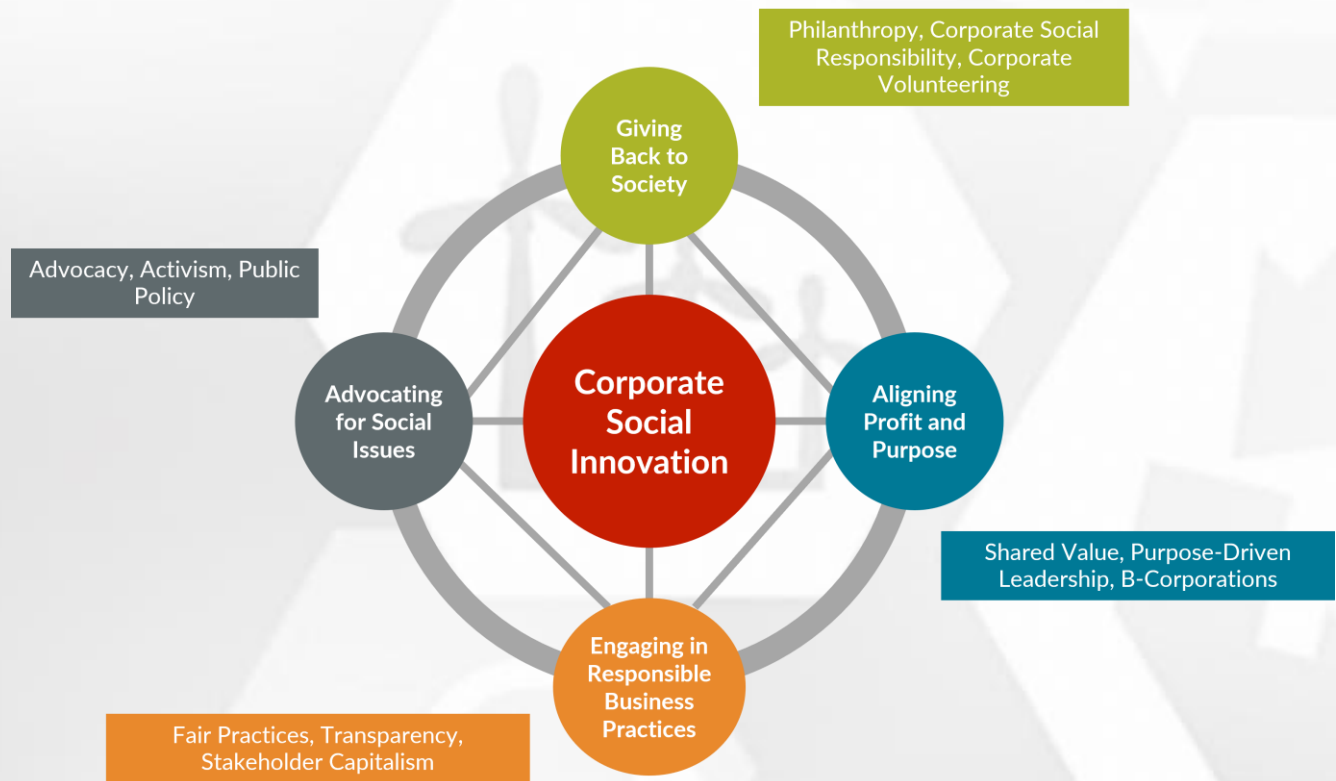 Philanthropy, Corporate Social
Responsibility, Corporate
Volunteering
Giving
Back to
Society
Advocacy, Activism, Public
Policy
Advocating
for Social
Issues
Corporate
Social
Innovation
Aligning
Profit and
Purpose
Shared Value, Purpose-Driven
Leadership, B-Corporations
Engaging in
Responsible
Business
Practices
Fair Practices, Transparency,
Stakeholder Capitalism